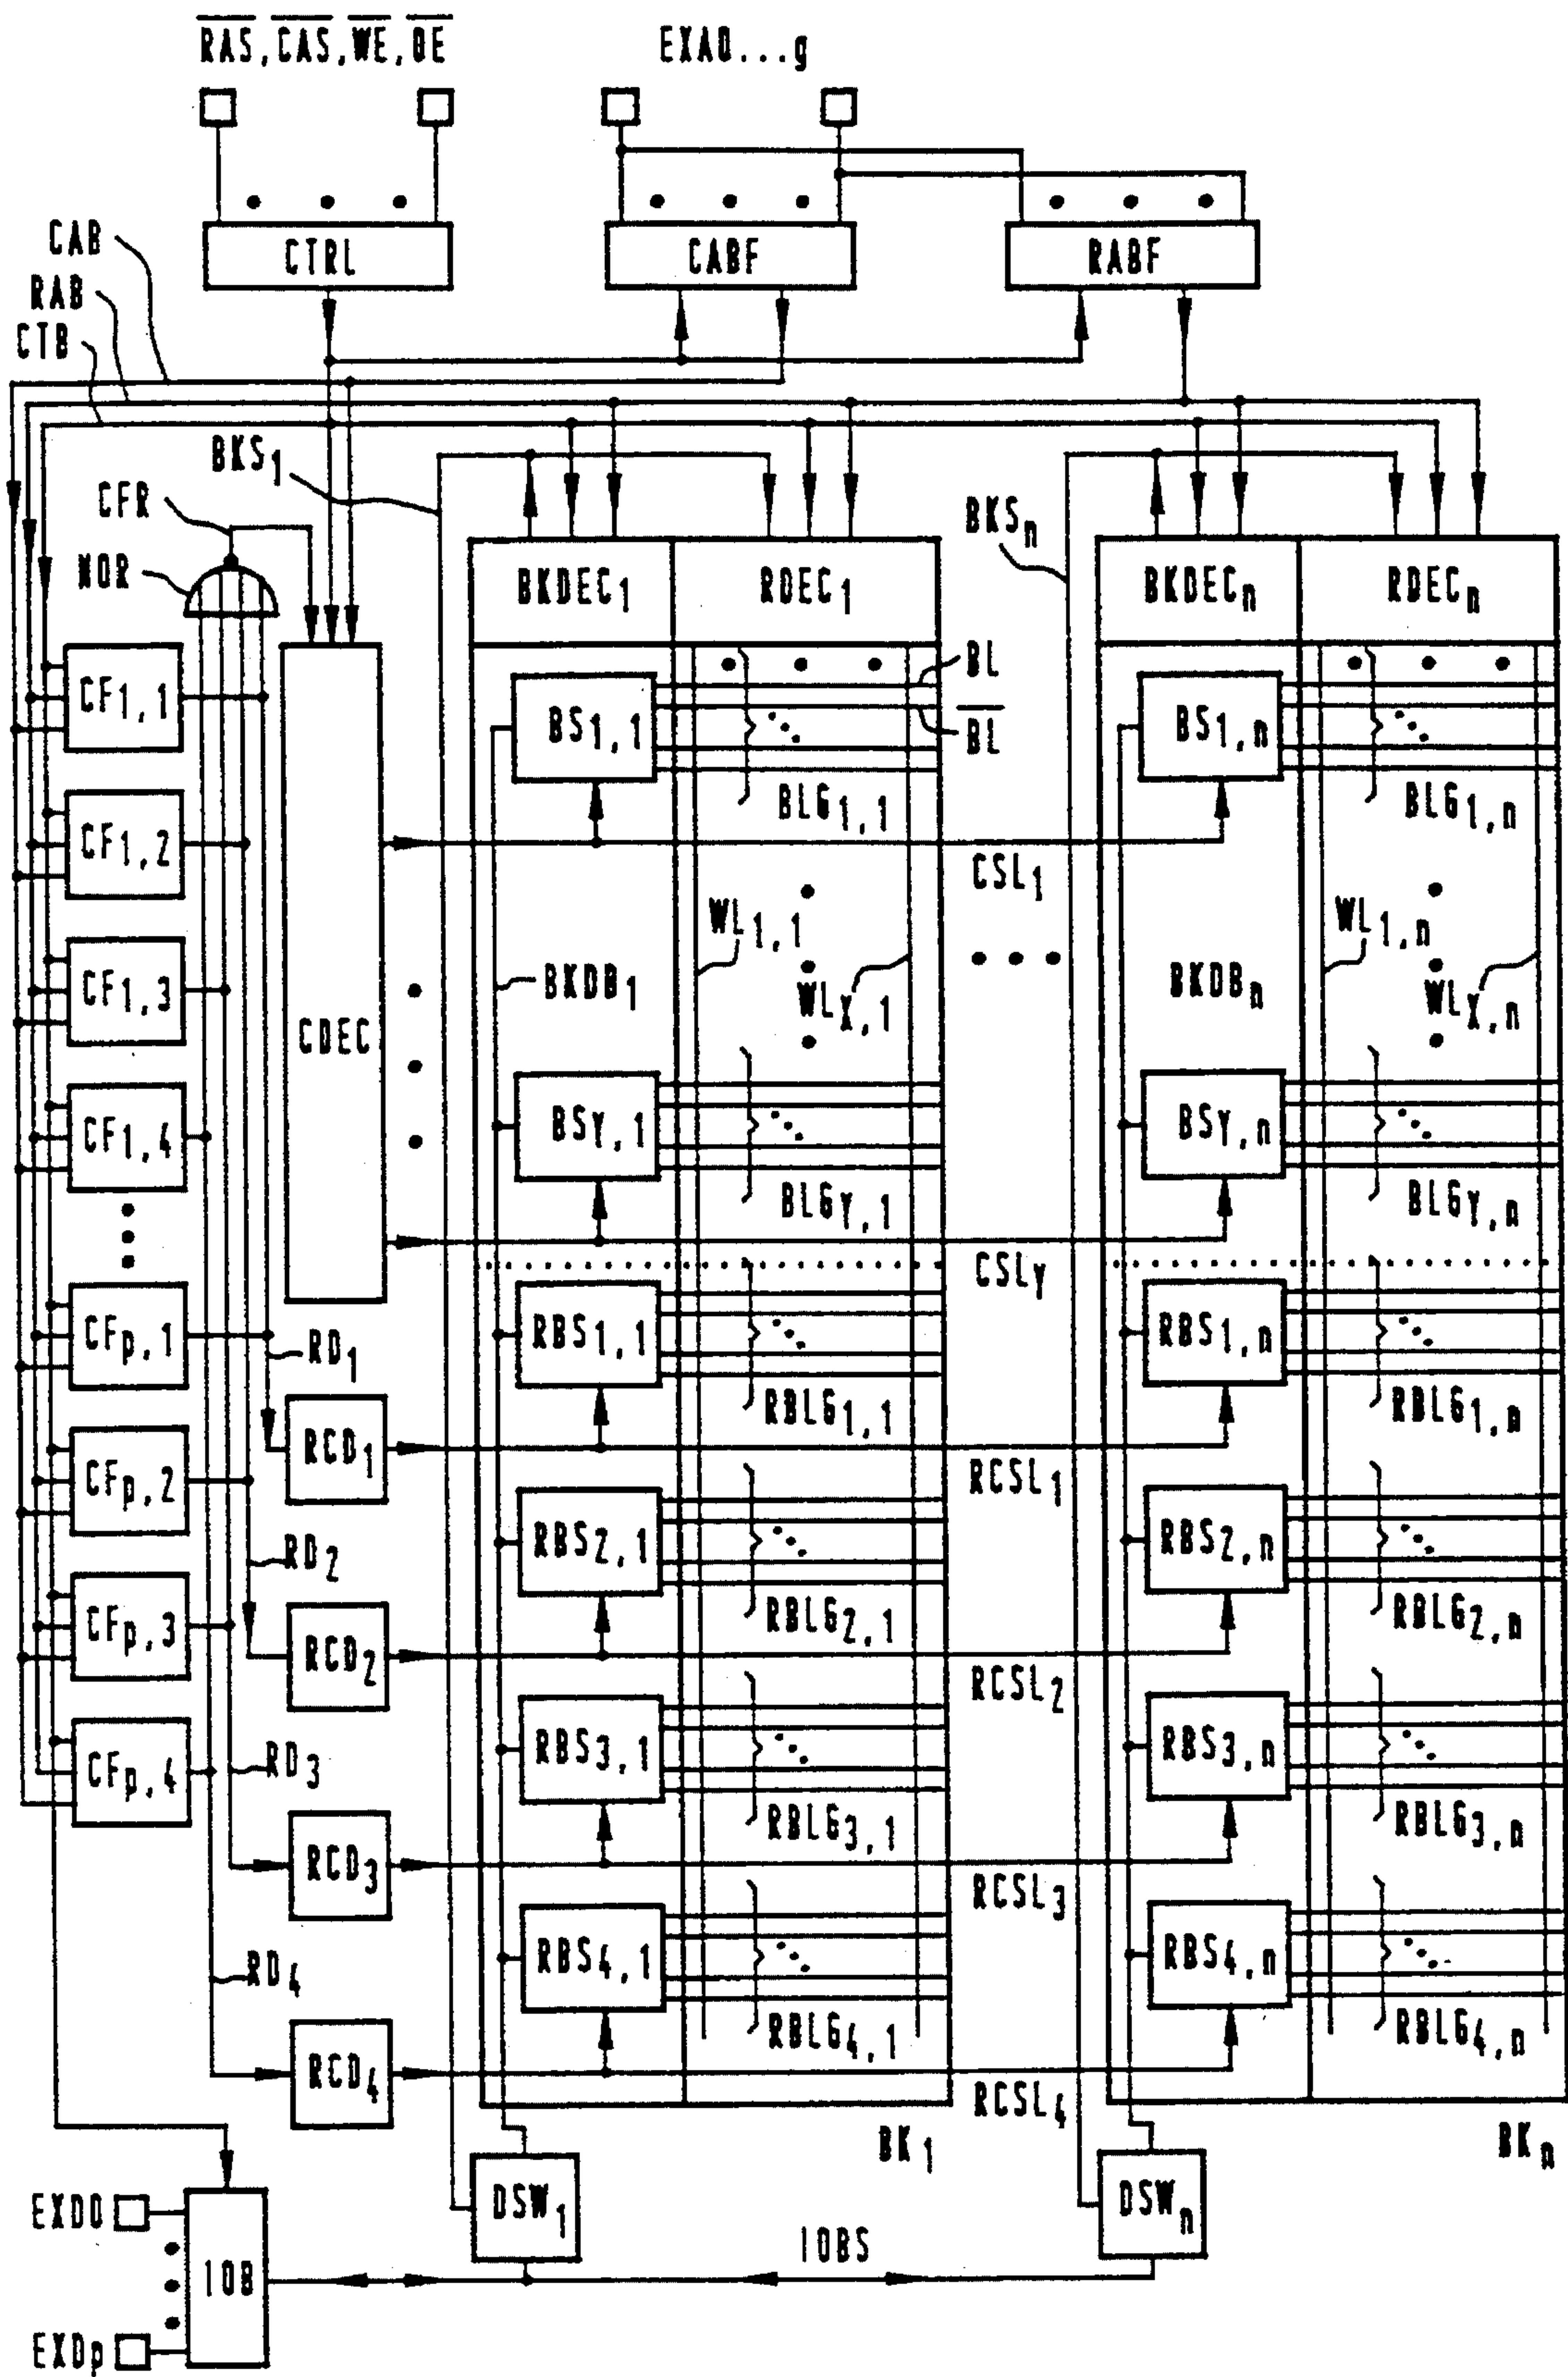 R̅A̅S̅, C̅A̅S̅, W̅E̅, O̅E̅
EXA0...g
CTRL
CABF
RABF
CAB
RAB
CTB
BKS1
CFR
NOR
BKSn
BKDEC1
RDEC1
BKDECn
RDECn
CF1,1
CF1,2
CF1,3
CF1,4
CFp,1
CFp,2
CFp,3
CFp,4
CDEC
BS1,1
BL
B̅L̅
BLG1,1
BS1,n
BLG1,n
CSL1
WL1,1
WLX,1
BKDB1
WL1,n
WLX,n
BKDBn
BSY,1
BLGY,1
BSY,n
BLGY,n
CSLY
RBS1,1
RBLG1,1
RBS1,n
RBLG1,n
RD1
RCD1
RCSL1
RBS2,1
RBLG2,1
RBS2,n
RBLG2,n
RD2
RCD2
RCSL2
RBS3,1
RBLG3,1
RBS3,n
RBLG3,n
RD3
RCD3
RCSL3
RBS4,1
RBLG4,1
RBS4,n
RBLG4,n
RD4
RCD4
RCSL4
BK1
BKn
DSW1
DSWn
IOBS
EXD0
IOB
EXDp